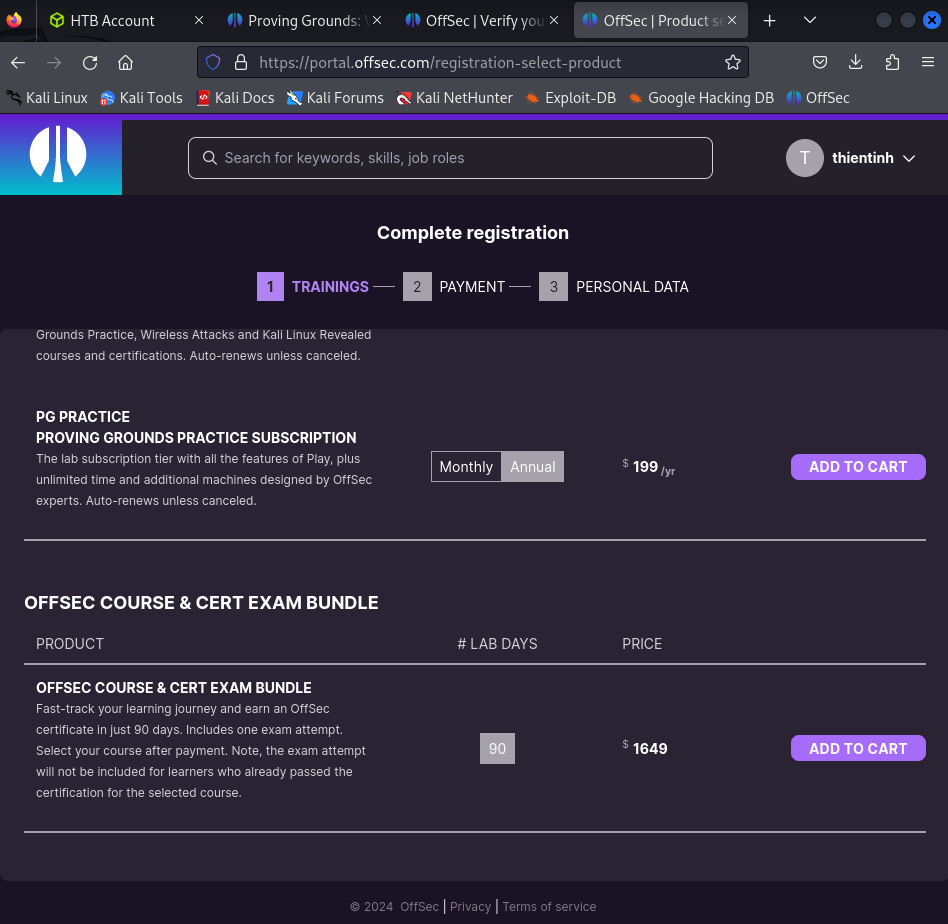 HTB Account
Proving Grounds:
OffSec | Verify you
OffSec | Product se
https://portal.offsec.com/registration-select-product
Kali Linux Kali Tools Kali Docs Kali Forums Kali NetHunter Exploit-DB Google Hacking DB OffSec
Search for keywords, skills, job roles
T thientinh
Complete registration
1 TRAININGS 2 PAYMENT 3 PERSONAL DATA
Grounds Practice, Wireless Attacks and Kali Linux Revealed
courses and certifications. Auto-renews unless canceled.
PG PRACTICE
PROVING GROUNDS PRACTICE SUBSCRIPTION
The lab subscription tier with all the features of Play, plus
unlimited time and additional machines designed by OffSec
experts. Auto-renews unless canceled.
Monthly Annual
$ 199 /yr
ADD TO CART
OFFSEC COURSE & CERT EXAM BUNDLE
PRODUCT # LAB DAYS PRICE
OFFSEC COURSE & CERT EXAM BUNDLE
Fast-track your learning journey and earn an OffSec
certificate in just 90 days. Includes one exam attempt.
Select your course after payment. Note, the exam attempt
will not be included for learners who already passed the
certification for the selected course.
90
$ 1649
ADD TO CART
© 2024 OffSec | Privacy | Terms of service